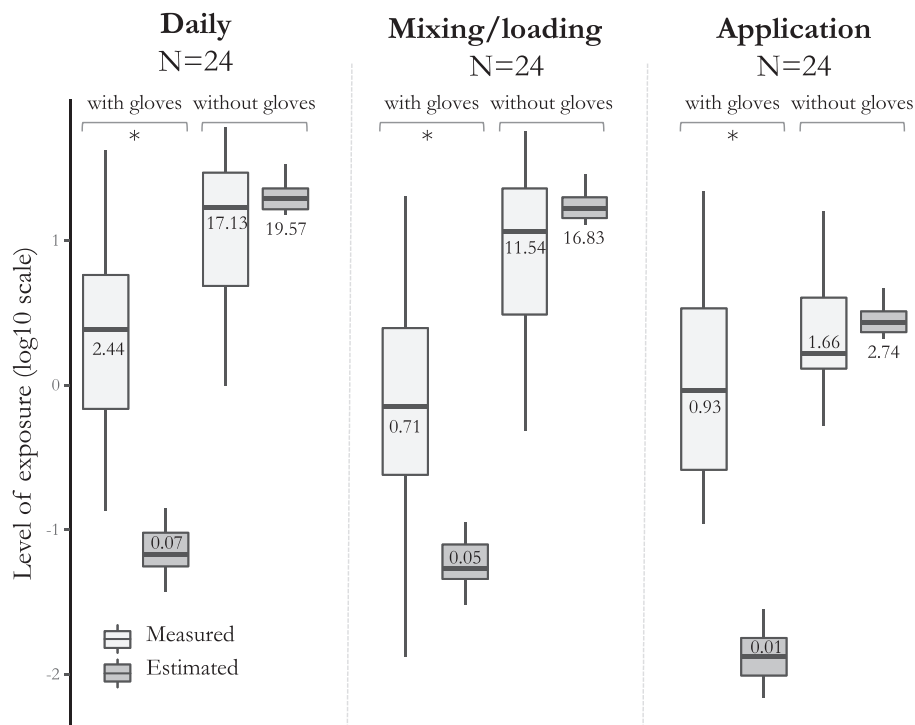 Daily
N=24
Mixing/loading
N=24
Application
N=24
with gloves
without gloves
with gloves
without gloves
with gloves
without gloves
*
*
*
Level of exposure (log10 scale)
1
0
-1
-2
2.44
0.07
17.13
19.57
0.71
0.05
11.54
16.83
0.93
0.01
1.66
2.74
Measured
Estimated